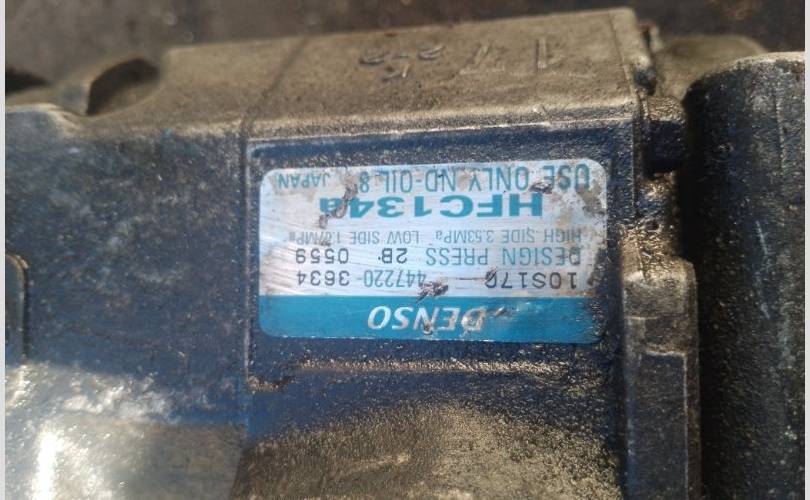 DENSO
10S17C 447220-3634
DESIGN PRESS 2B 0559
HIGH SIDE 3.53MPa LOW SIDE 1.67MPa
HFC134a
USE ONLY ND-OIL 8 JAPAN